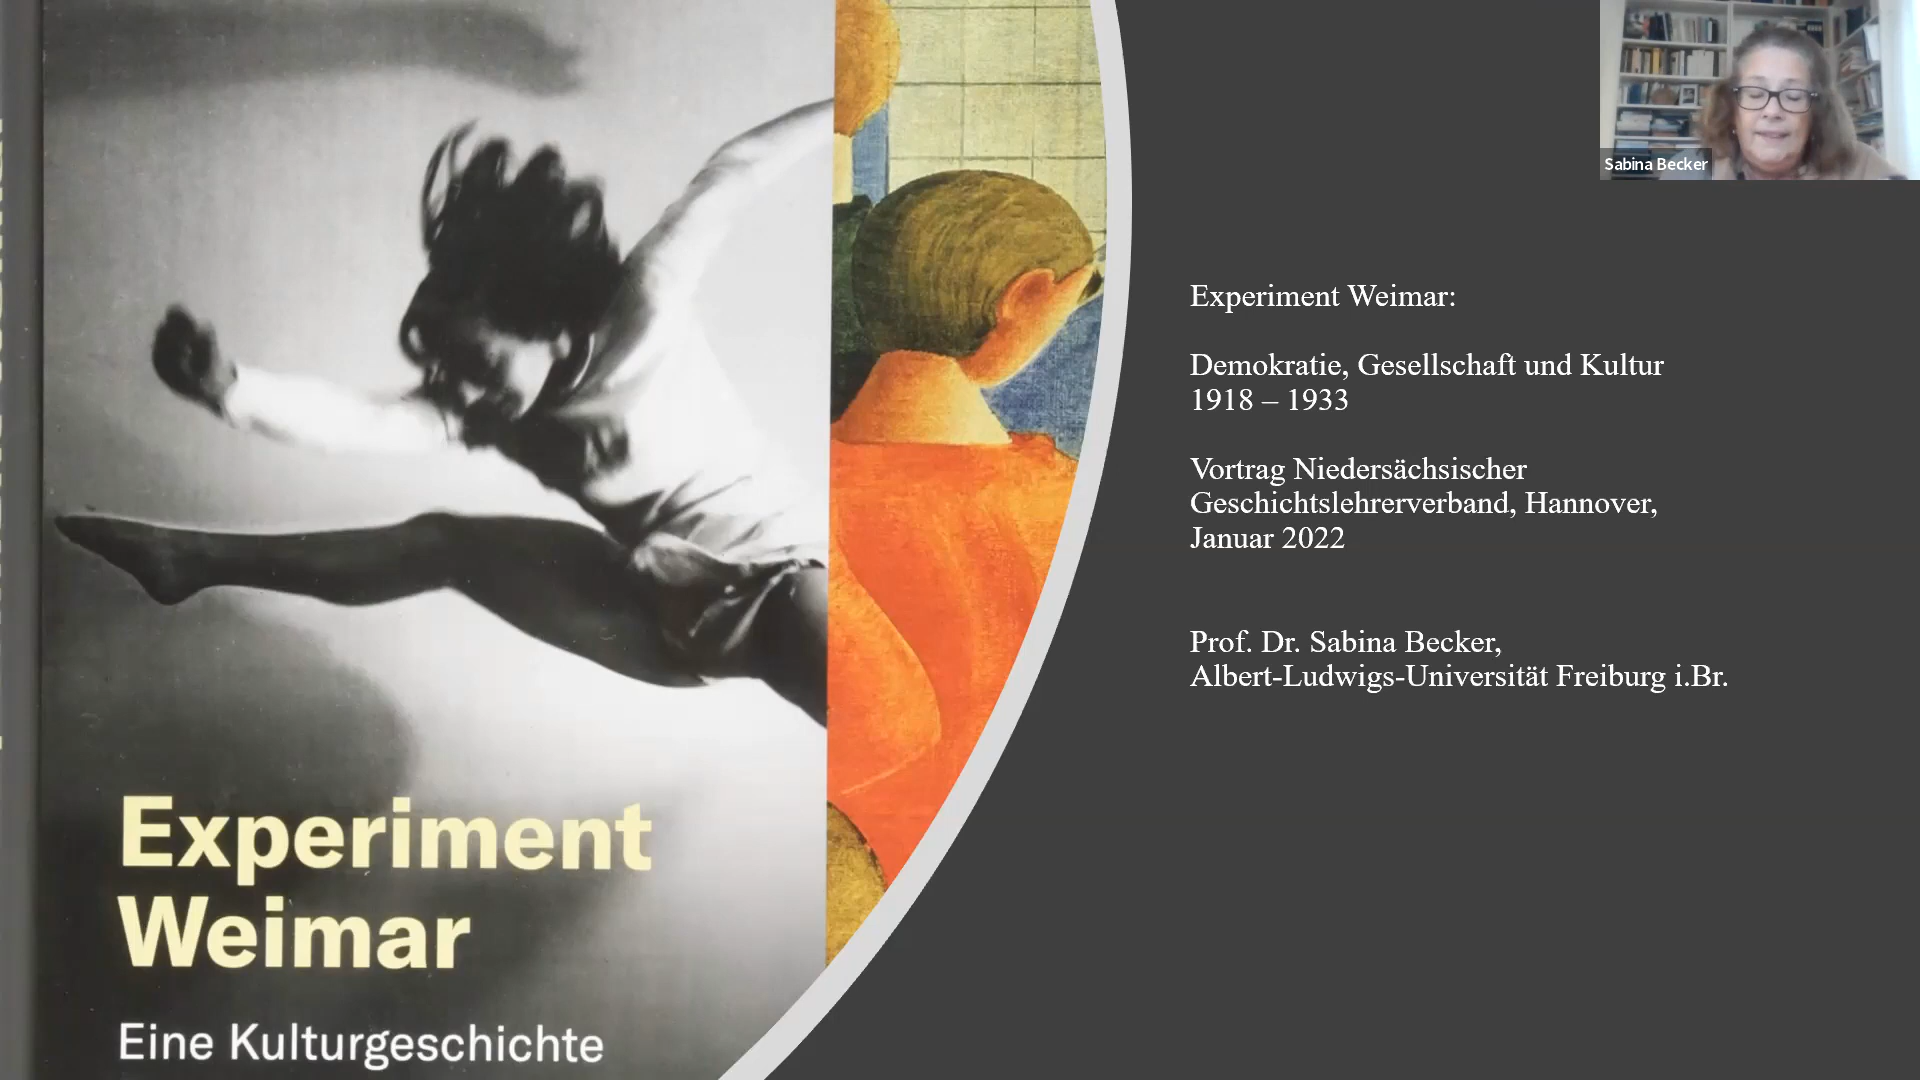 Experiment
Weimar
Eine Kulturgeschichte
Sabina Becker
Experiment Weimar:
Demokratie, Gesellschaft und Kultur
1918 – 1933
Vortrag Niedersächsischer
Geschichtslehrerverband, Hannover,
Januar 2022
Prof. Dr. Sabina Becker,
Albert-Ludwigs-Universität Freiburg i.Br.